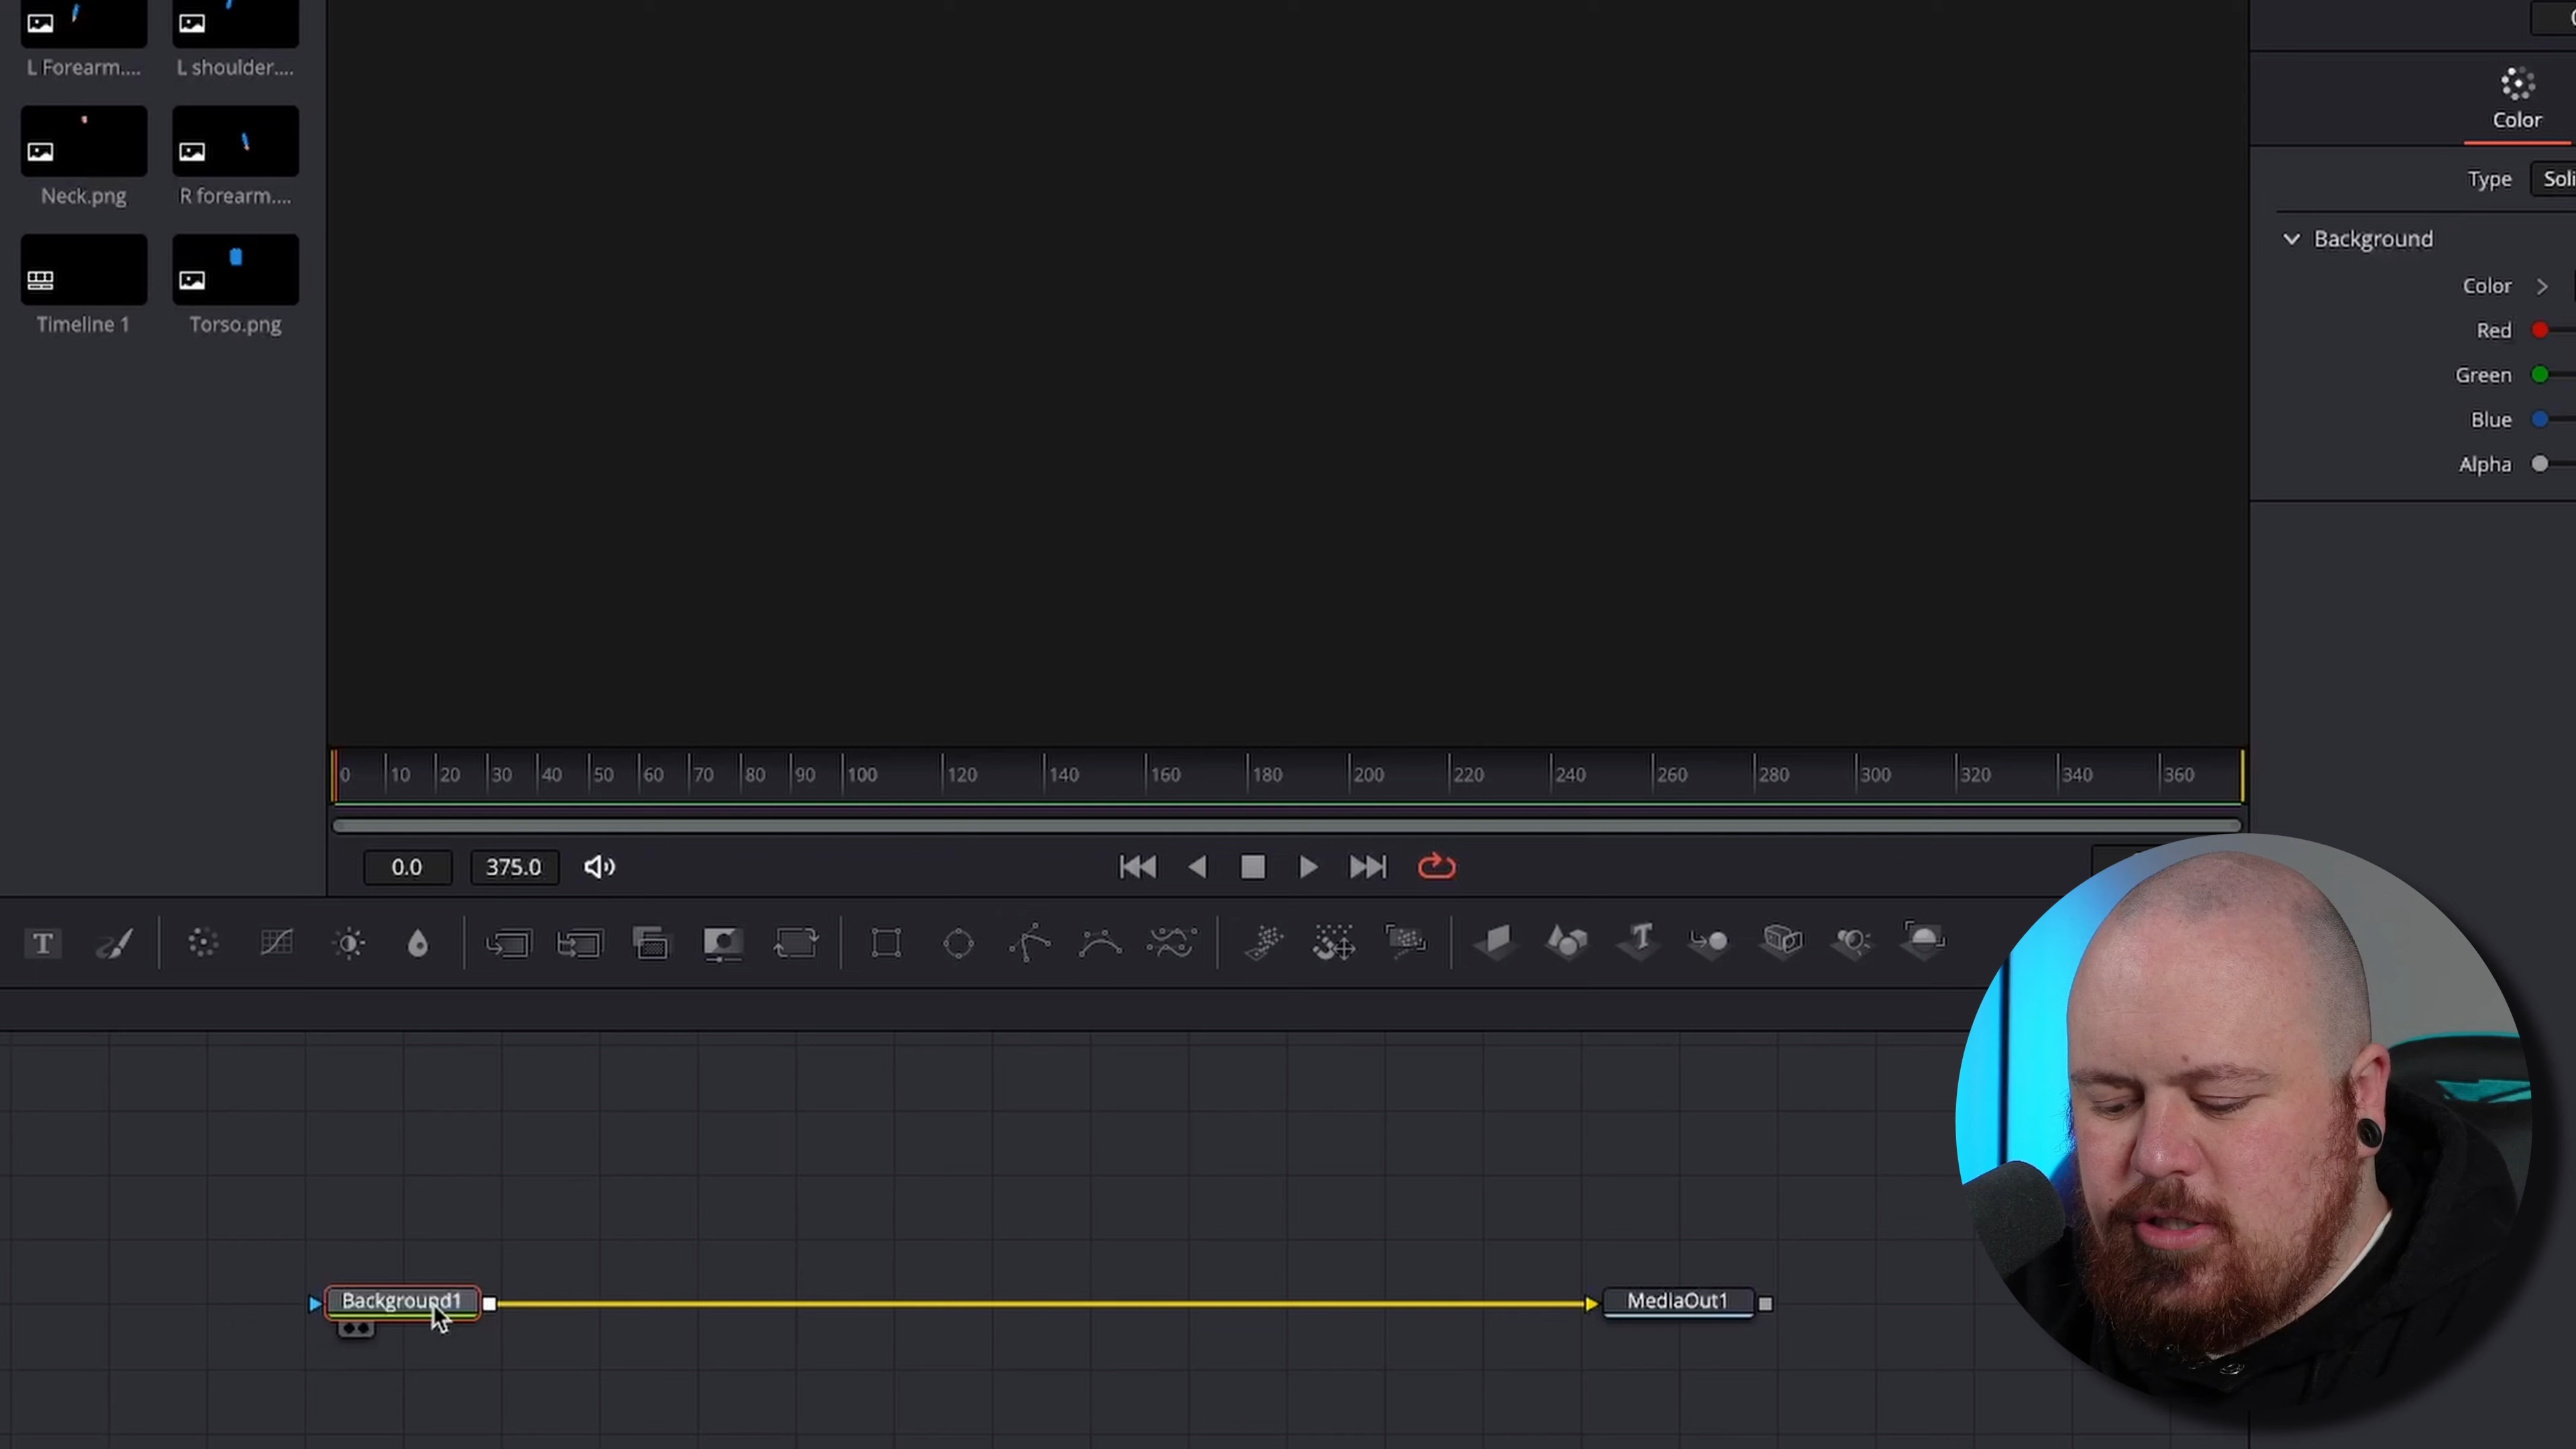 L Forearm....
L shoulder....
Neck.png
R forearm....
Timeline 1
Torso.png
Color
Type
Background
Color
Red
Green
Blue
Alpha
0 10 20 30 40 50 60 70 80 90 100 120 140 160 180 200 220 240 260 280 300 320 340 360
0.0 375.0
T
Background1
MediaOut1